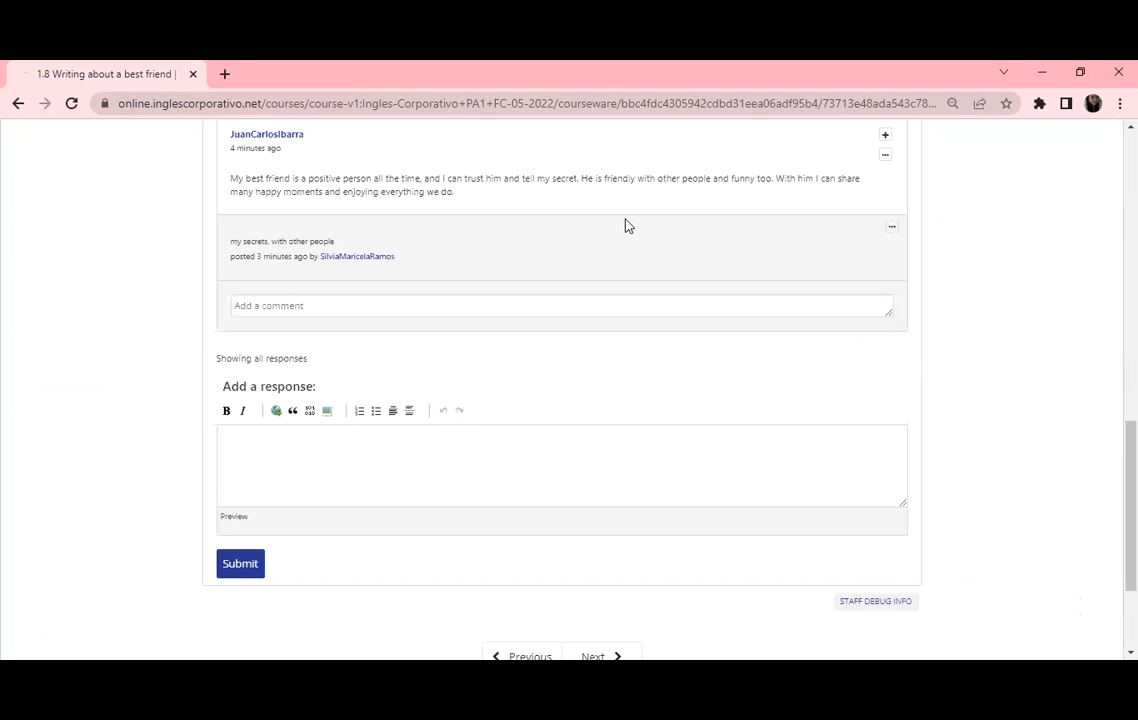 1.8 Writing about a best friend |
online.inglescorporativo.net/courses/course-v1:Ingles-Corporativo+PA1+FC-05-2022/courseware/bbc4fdc4305942cdbd31eea06adf95b4/73713e48ada543c78...
JuanCarlosIbarra
4 minutes ago
My best friend is a positive person all the time, and I can trust him and tell my secret. He is friendly with other people and funny too. With him I can share
many happy moments and enjoying everything we do.
my secrets, with other people
posted 3 minutes ago by SilviaMaricelaRamos
Add a comment
Showing all responses
Add a response:
B I
Preview
Submit
STAFF DEBUG INFO
Previous Next